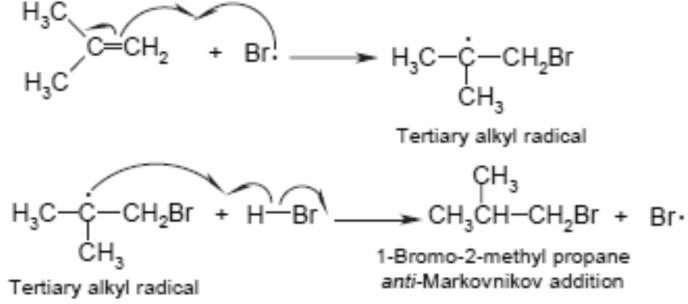 H₃C
C=CH₂ + Br· → H₃C–Ċ–CH₂Br
H₃C
CH₃
Tertiary alkyl radical
CH₃
H₃C–Ċ–CH₂Br + H–Br → CH₃CH–CH₂Br + Br·
CH₃
1-Bromo-2-methyl propane
Tertiary alkyl radical
anti-Markovnikov addition